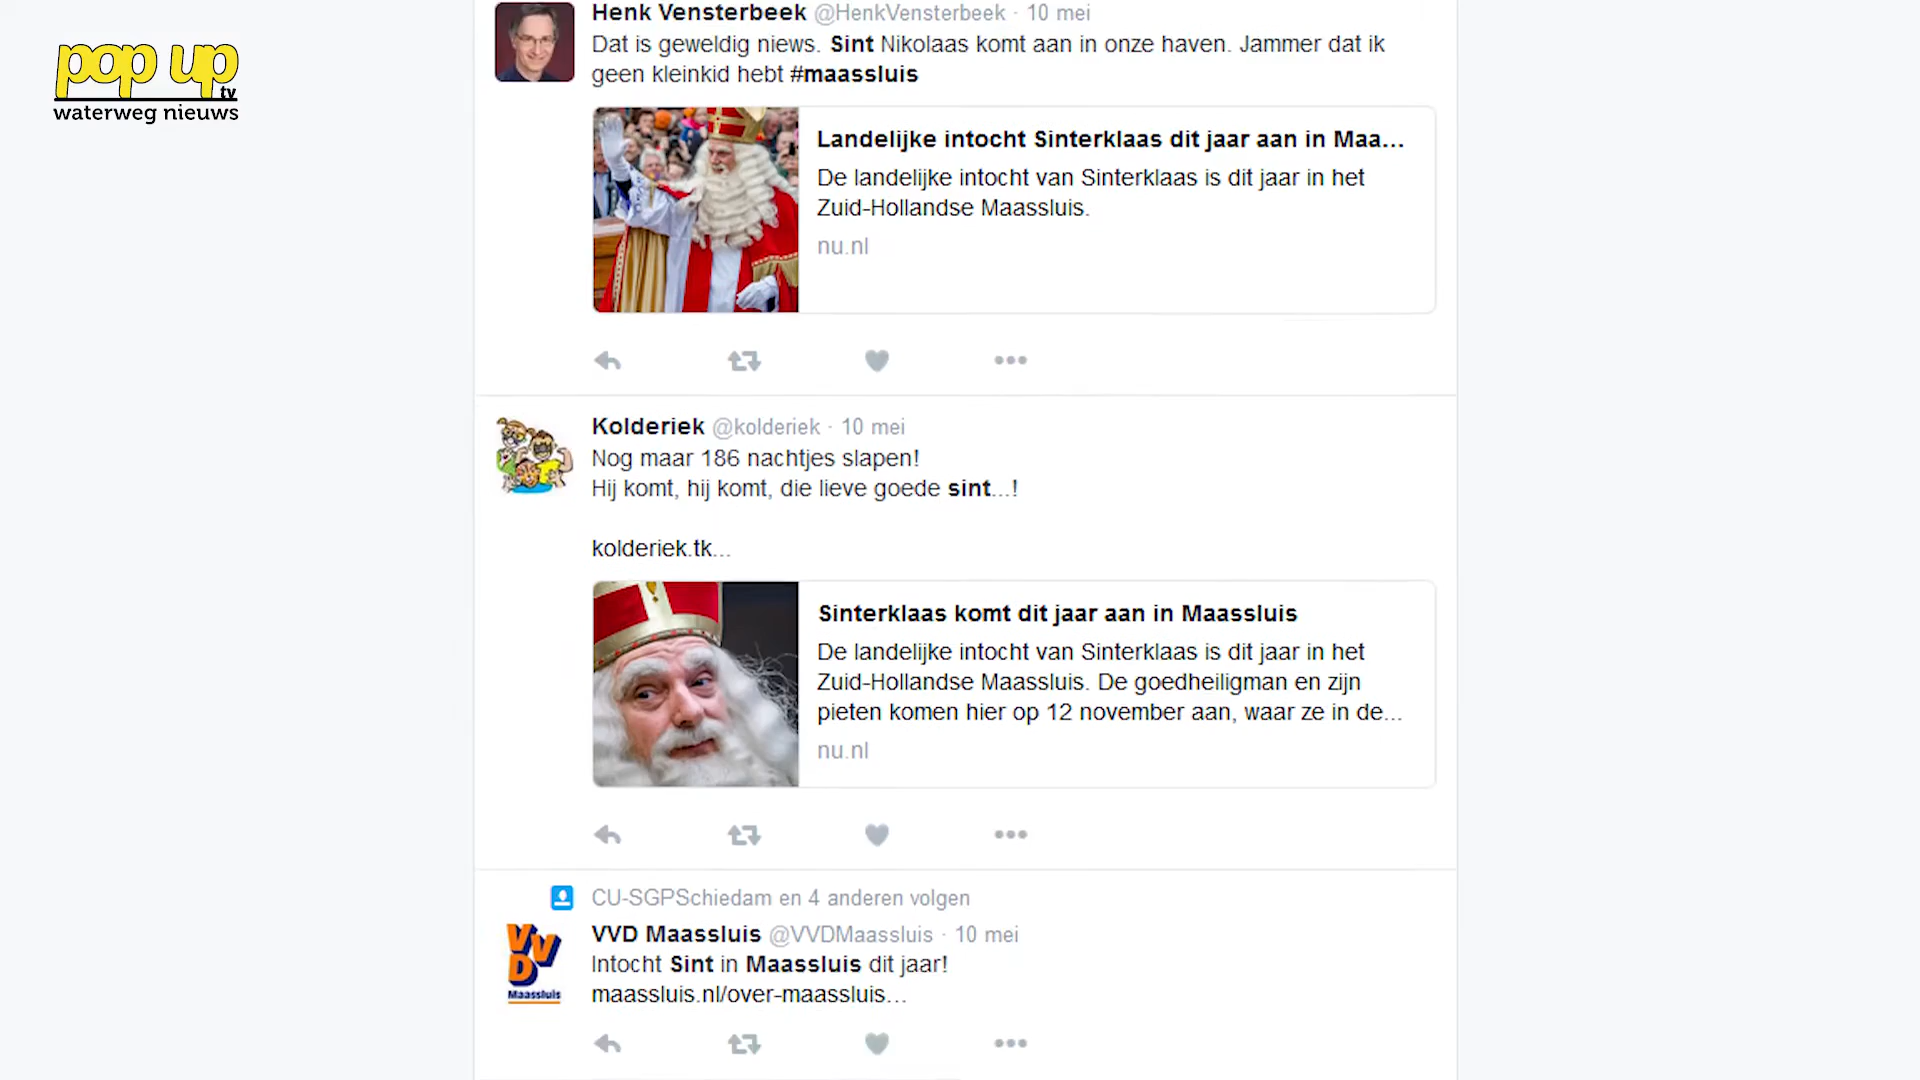 pop up
tv
waterweg nieuws
Henk Vensterbeek @HenkVensterbeek · 10 mei
Dat is geweldig niews. Sint Nikolaas komt aan in onze haven. Jammer dat ik
geen kleinkid hebt #maassluis
Landelijke intocht Sinterklaas dit jaar aan in Maa...
De landelijke intocht van Sinterklaas is dit jaar in het
Zuid-Hollandse Maassluis.
nu.nl
Kolderiek @kolderiek · 10 mei
Nog maar 186 nachtjes slapen!
Hij komt, hij komt, die lieve goede sint...!
kolderiek.tk...
Sinterklaas komt dit jaar aan in Maassluis
De landelijke intocht van Sinterklaas is dit jaar in het
Zuid-Hollandse Maassluis. De goedheiligman en zijn
pieten komen hier op 12 november aan, waar ze in de...
nu.nl
CU-SGPSchiedam en 4 anderen volgen
VVD Maassluis @VVDMaassluis · 10 mei
VVD
Maassluis
Intocht Sint in Maassluis dit jaar!
maassluis.nl/over-maassluis...